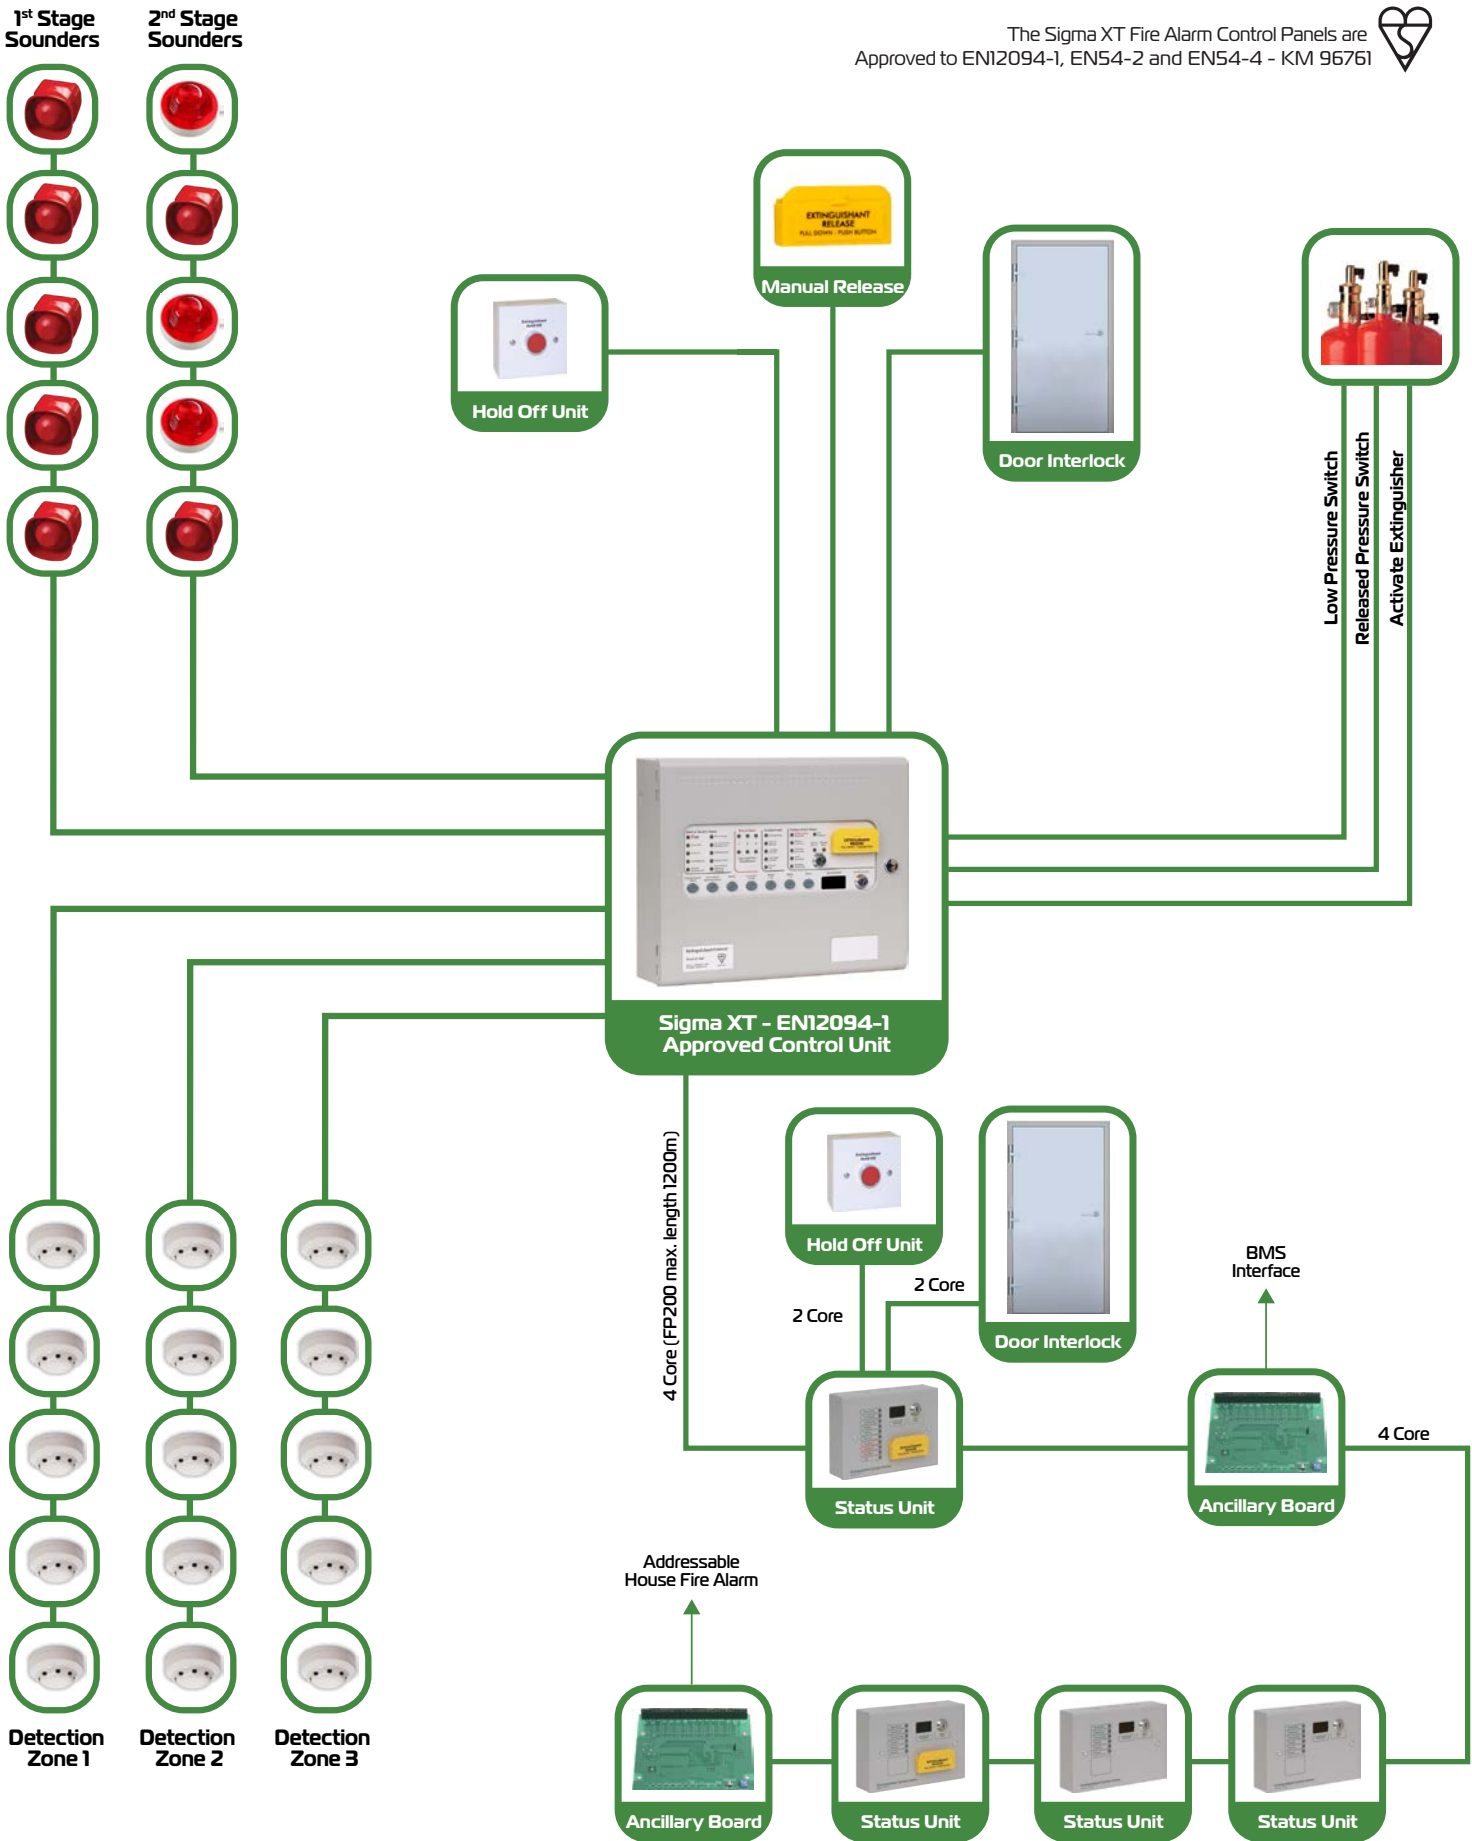 1st Stage
Sounders
2nd Stage
Sounders
The Sigma XT Fire Alarm Control Panels are
Approved to EN12094-1, EN54-2 and EN54-4 - KM 96761
EXTINGUISHANT
RELEASE
PULL DOWN - PUSH BUTTON
Manual Release
Hold Off Unit
Door Interlock
Low Pressure Switch
Released Pressure Switch
Activate Extinguisher
Sigma XT - EN12094-1
Approved Control Unit
4 Core (FP200 max. length 1200m)
Hold Off Unit
2 Core
2 Core
Door Interlock
BMS
Interface
Status Unit
Ancillary Board
4 Core
Addressable
House Fire Alarm
Detection
Zone 1
Detection
Zone 2
Detection
Zone 3
Ancillary Board
Status Unit
Status Unit
Status Unit